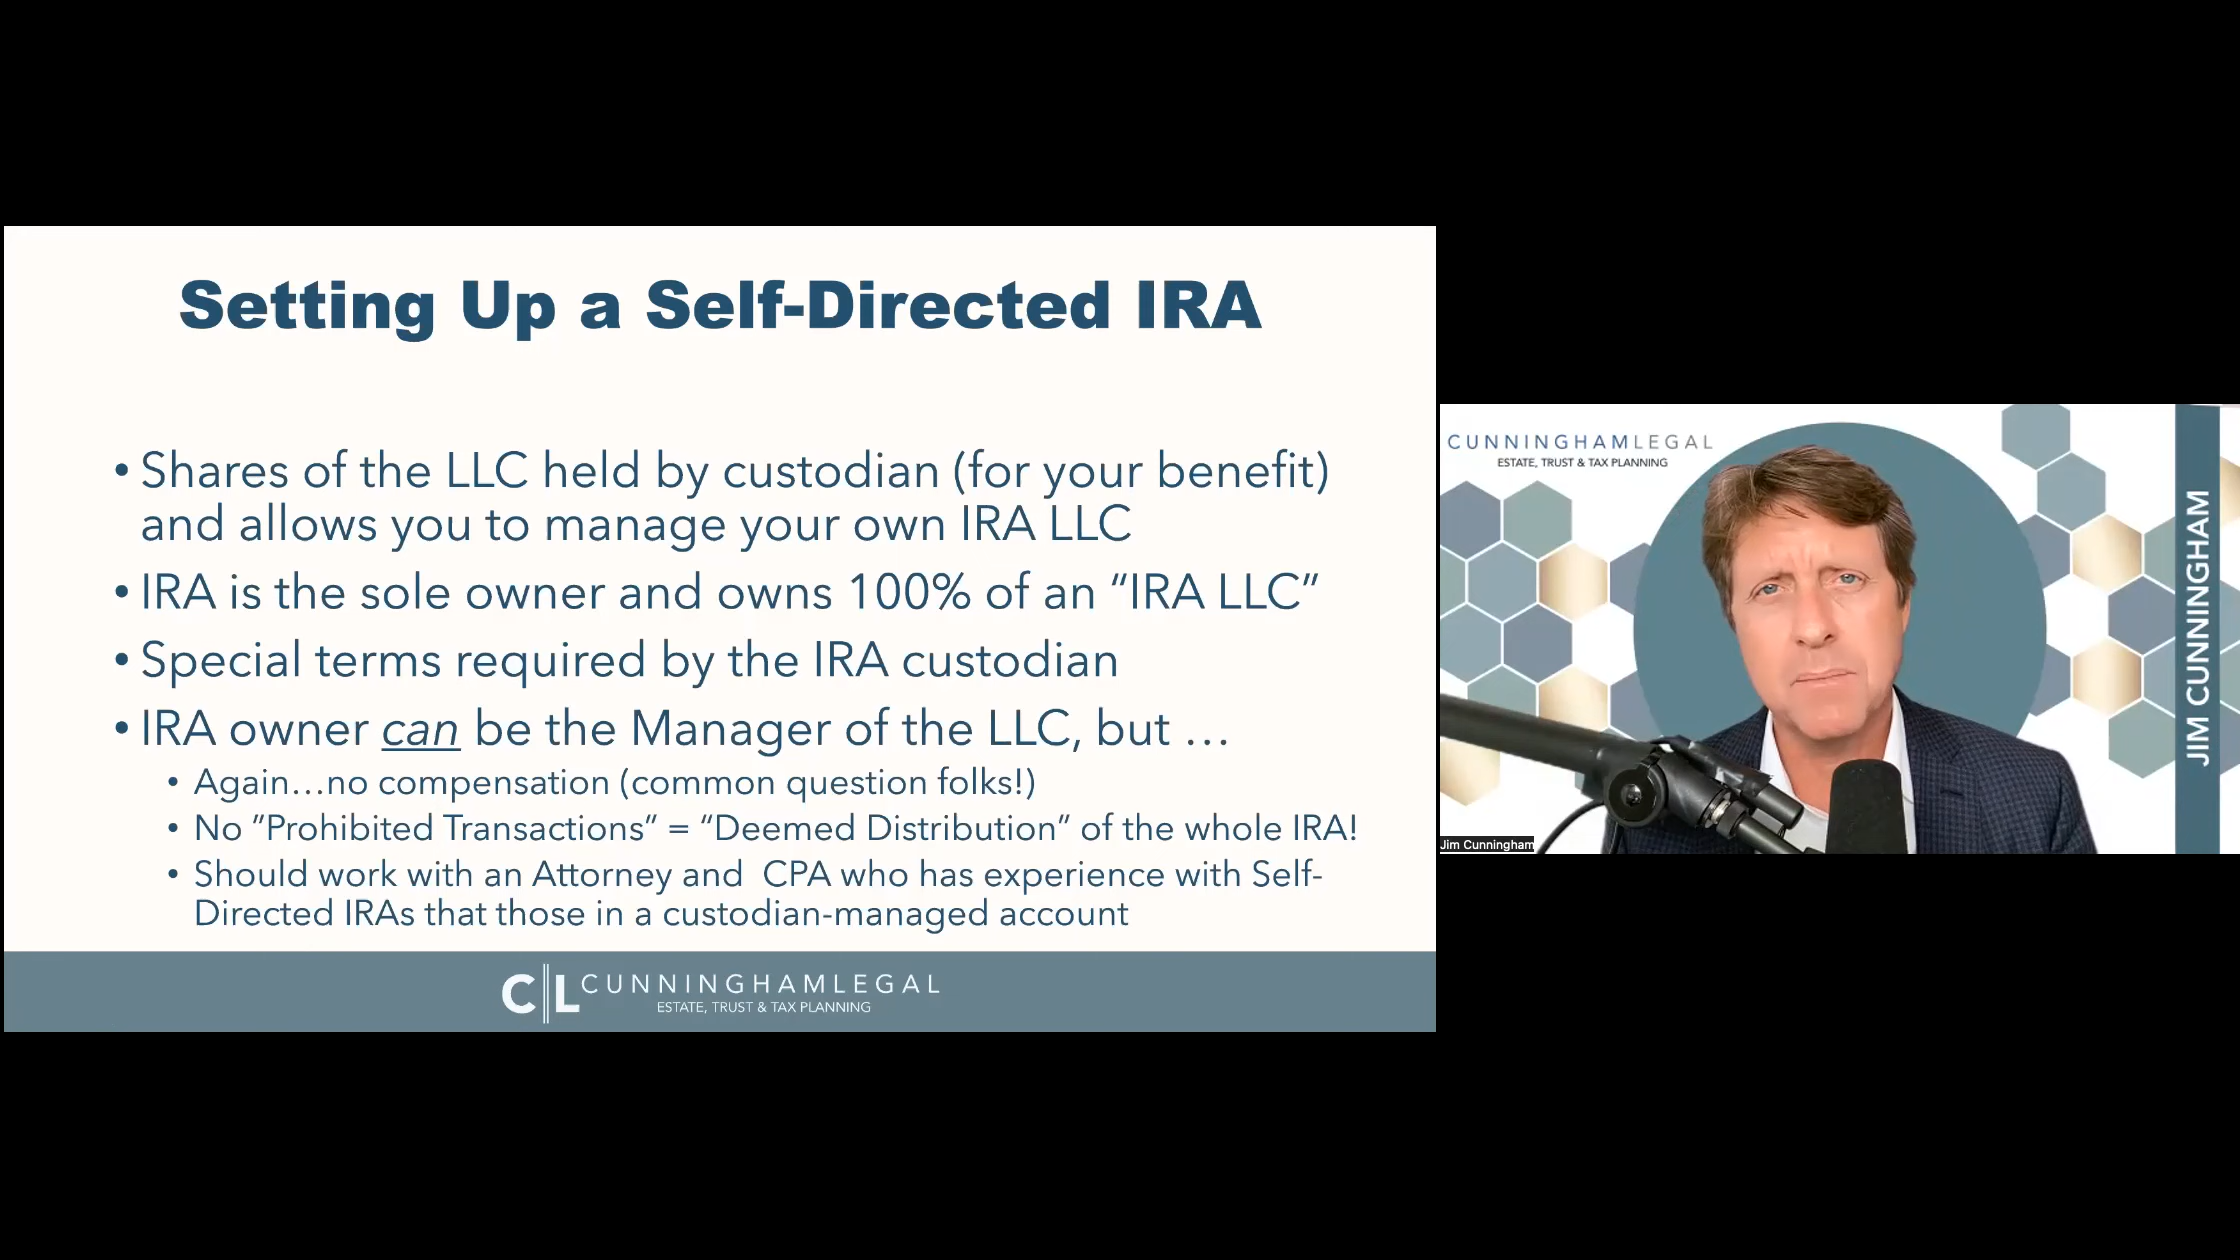 Setting Up a Self-Directed IRA
• Shares of the LLC held by custodian (for your benefit)
and allows you to manage your own IRA LLC
• IRA is the sole owner and owns 100% of an “IRA LLC”
• Special terms required by the IRA custodian
• IRA owner can be the Manager of the LLC, but …
• Again…no compensation (common question folks!)
• No ”Prohibited Transactions” = “Deemed Distribution” of the whole IRA!
• Should work with an Attorney and  CPA who has experience with Self-
Directed IRAs that those in a custodian-managed account
CL CUNNINGHAMLEGAL
ESTATE, TRUST & TAX PLANNING
CUNNINGHAMLEGAL
ESTATE, TRUST & TAX PLANNING
JIM CUNNINGHAM
Jim Cunningham